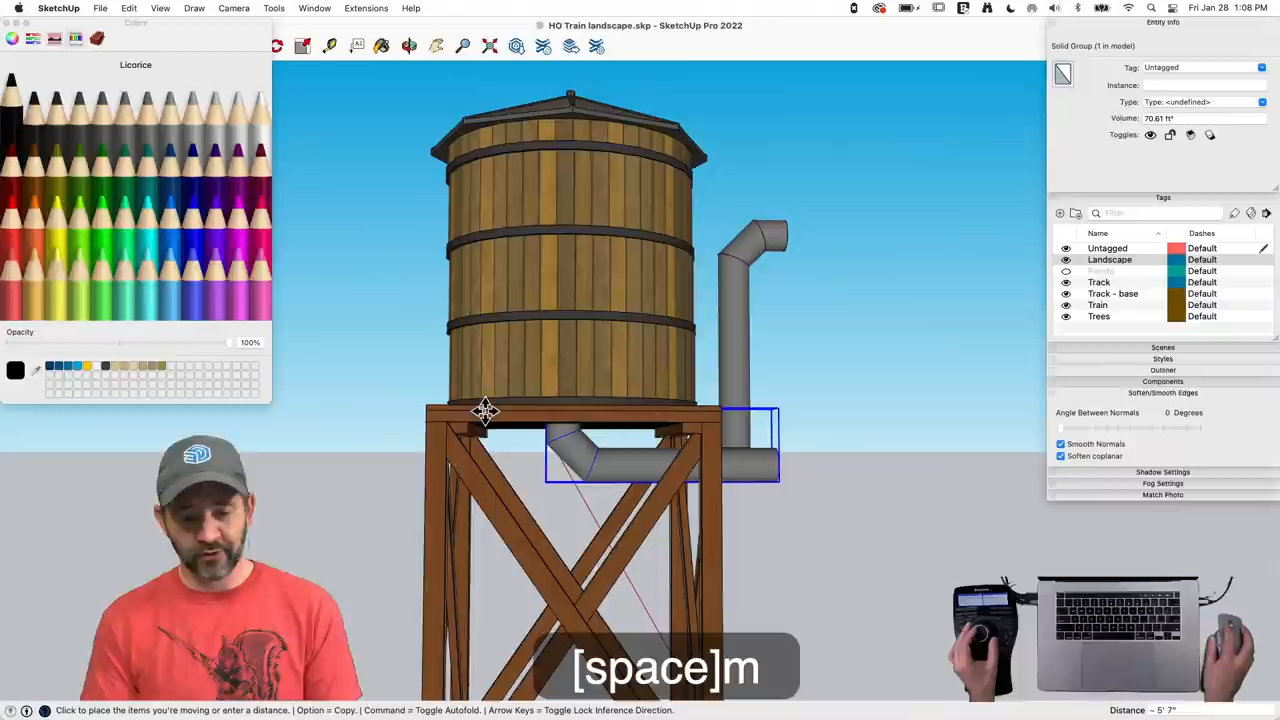 SketchUp File Edit View Draw Camera Tools Window Extensions Help
Fri Jan 28 1:08 PM
Colors
HO Train landscape.skp - SketchUp Pro 2022
Licorice
Opacity
100%
Entity Info
Solid Group (1 in model)
Tag: Untagged
Instance:
Type: Type: <undefined>
Volume: 70.61 ft³
Toggles:
Tags
Filter
Name Dashes
Untagged Default
Landscape Default
Default
Track Default
Track - base Default
Train Default
Trees Default
Scenes
Styles
Outliner
Components
Soften/Smooth Edges
Angle Between Normals 0 Degrees
Smooth Normals
Soften coplanar
Shadow Settings
Fog Settings
Match Photo
[space]m
Click to place the items you're moving or enter a distance. | Option = Copy. | Command = Toggle Autofold. | Arrow Keys = Toggle Lock Inference Direction.
Distance ~ 5' 7"